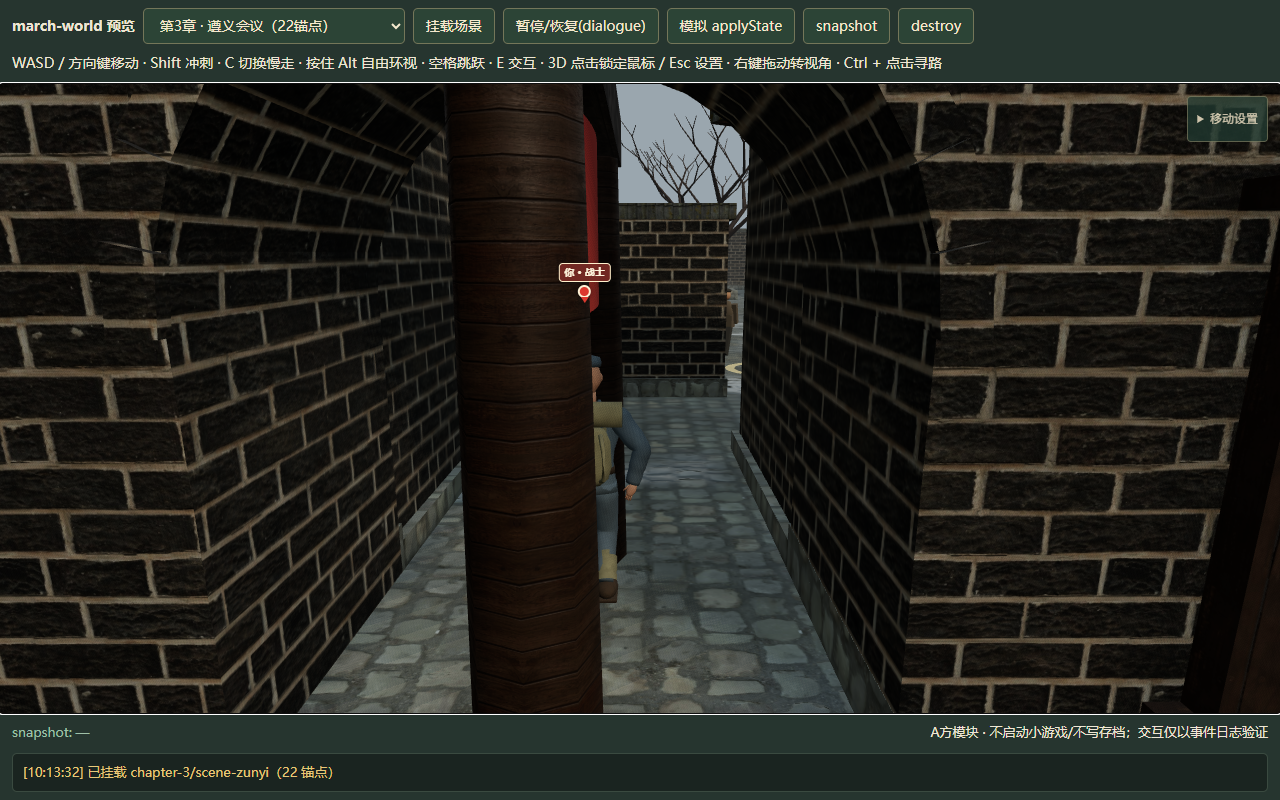 march-world 预览 第3章 · 遵义会议（22锚点） 挂载场景 暂停/恢复(dialogue) 模拟 applyState snapshot destroy
WASD / 方向键移动 · Shift 冲刺 · C 切换慢走 · 按住 Alt 自由环视 · 空格跳跃 · E 交互 · 3D 点击锁定鼠标 / Esc 设置 · 右键拖动转视角 · Ctrl + 点击寻路
▶ 移动设置
你 • 战士
snapshot: — A方模块 · 不启动小游戏/不写存档；交互仅以事件日志验证
[10:13:32] 已挂载 chapter-3/scene-zunyi（22 锚点）